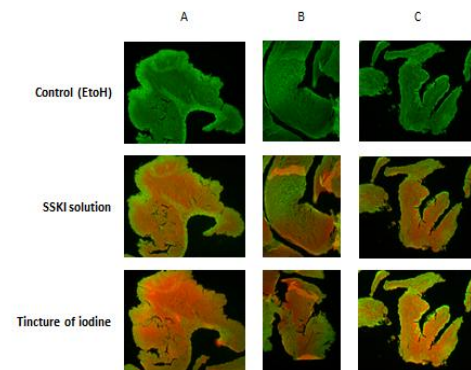 A B C
Control (EtoH)
SSKI solution
Tincture of iodine